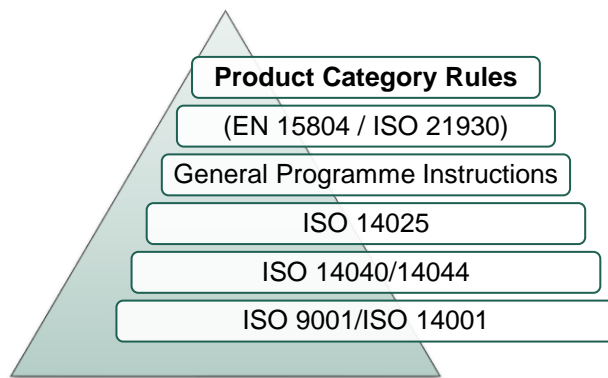 Product Category Rules
(EN 15804 / ISO 21930)
General Programme Instructions
ISO 14025
ISO 14040/14044
ISO 9001/ISO 14001